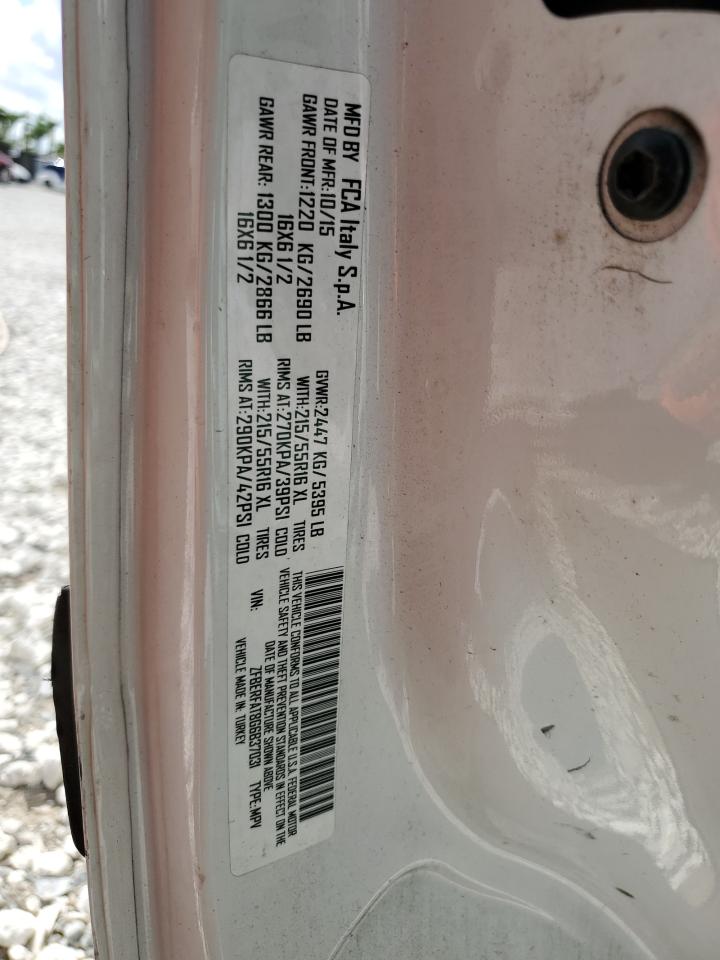 MFD BY FCA Italy S.p.A.
DATE OF MFR:10/15 GVWR:2447 KG/ 5395 LB
GAWR FRONT:1220 KG/2690 LB WITH:215/55R16 XL TIRES
16X6 1/2 RIMS AT:270KPA/39PSI COLD
GAWR REAR: 1300 KG/2866 LB WITH:215/55R16 XL TIRES
16X6 1/2 RIMS AT:290KPA/42PSI COLD
THIS VEHICLE CONFORMS TO ALL APPLICABLE U.S.A. FEDERAL MOTOR
VEHICLE SAFETY AND THEFT PREVENTION STANDARDS IN EFFECT ON THE
DATE OF MANUFACTURE SHOWN ABOVE
VIN: ZFBERFAT8G6B37031 TYPE:MPV
VEHICLE MADE IN: TURKEY